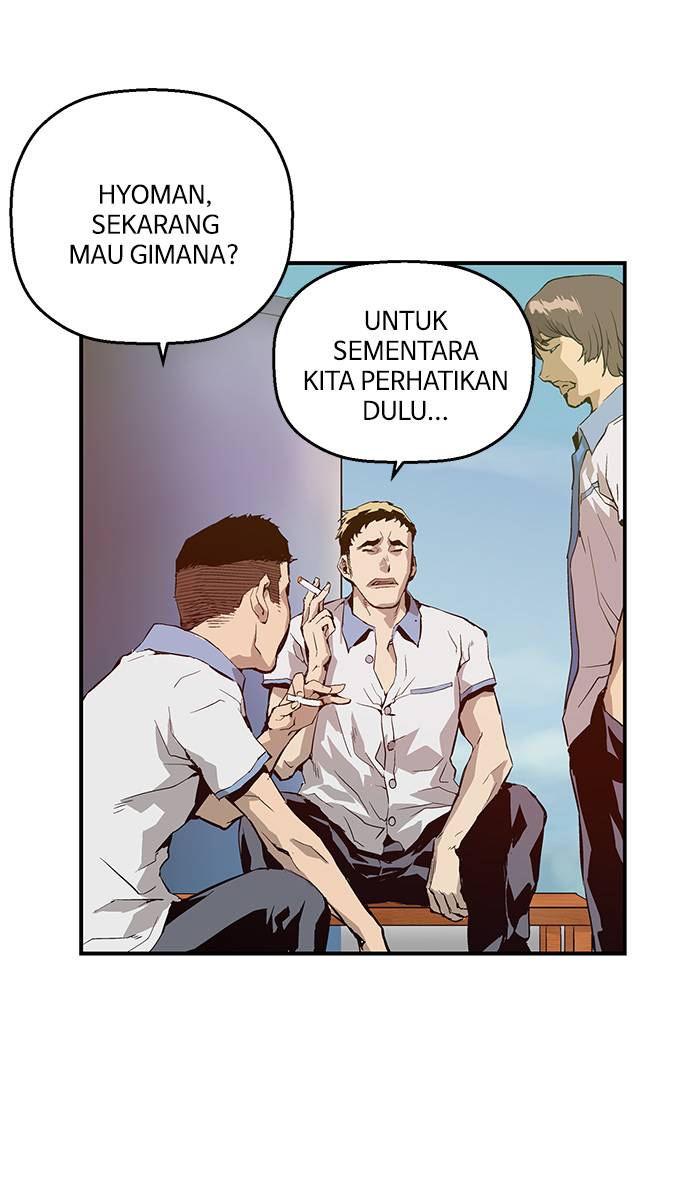 HYOMAN,
SEKARANG
MAU GIMANA?
UNTUK
SEMENTARA
KITA PERHATIKAN
DULU...